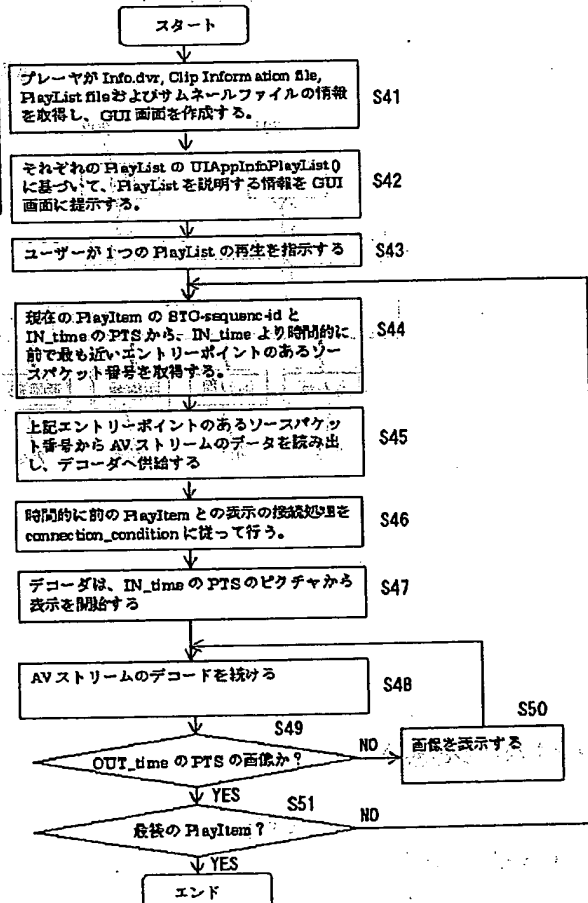 スタート
プレーヤが Info.dvr, Clip Information file,
PlayList fileおよびサムネールファイルの情報
を取得し、GUI 画面を作成する。
S41
それぞれの PlayList の UIAppInfoPlayList()
に基づいて、PlayList を説明する情報を GUI
画面に提示する。
S42
ユーザーが 1つの PlayList の再生を指示する
S43
現在の PlayItem の STC-sequenc-id と
IN_time の PTS から、IN_time より時間的に
前で最も近いエントリーポイントのあるソー
スパケット番号を取得する。
S44
上記エントリーポイントのあるソースパケッ
ト番号から AV ストリームのデータを読み出
し、デコーダへ供給する
S45
時間的に前の PlayItem との表示の接続処理を
connection_condition に従って行う。
S46
デコーダは、IN_time の PTS のピクチャから
表示を開始する
S47
AV ストリームのデコードを続ける
S48
S49
OUT_time の PTS の画像か?
NO
S50
画像を表示する
YES
S51
最後の PlayItem?
NO
YES
エンド